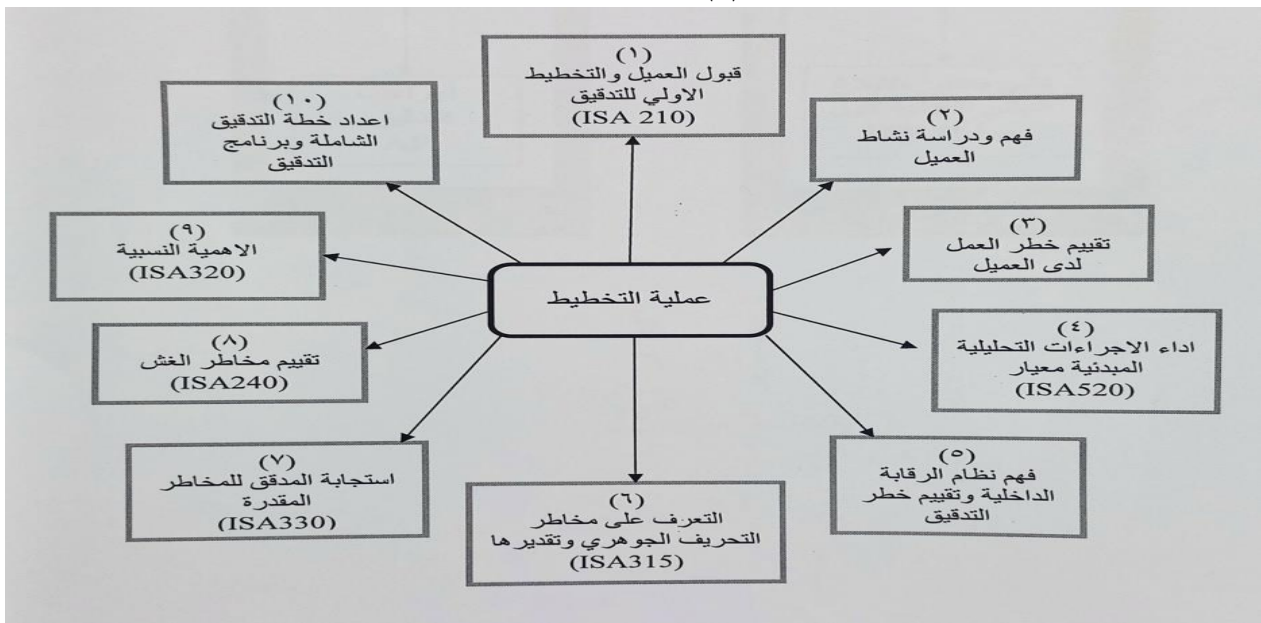 (١)
قبول العميل والتخطيط
الاولي للتدقيق
(ISA 210)
(٢)
فهم ودراسة نشاط
العميل
(٣)
تقييم خطر العمل
لدى العميل
(٤)
اداء الاجراءات التحليلية
المبدئية معيار
(ISA520)
(٥)
فهم نظام الرقابة
الداخلية وتقييم خطر
التدقيق
(٦)
التعرف على مخاطر
التحريف الجوهري وتقديرها
(ISA315)
(٧)
استجابة المدقق للمخاطر
المقدرة
(ISA330)
(٨)
تقييم مخاطر الغش
(ISA240)
(٩)
الاهمية النسبية
(ISA320)
(١٠)
اعداد خطة التدقيق
الشاملة وبرنامج
التدقيق
عملية التخطيط